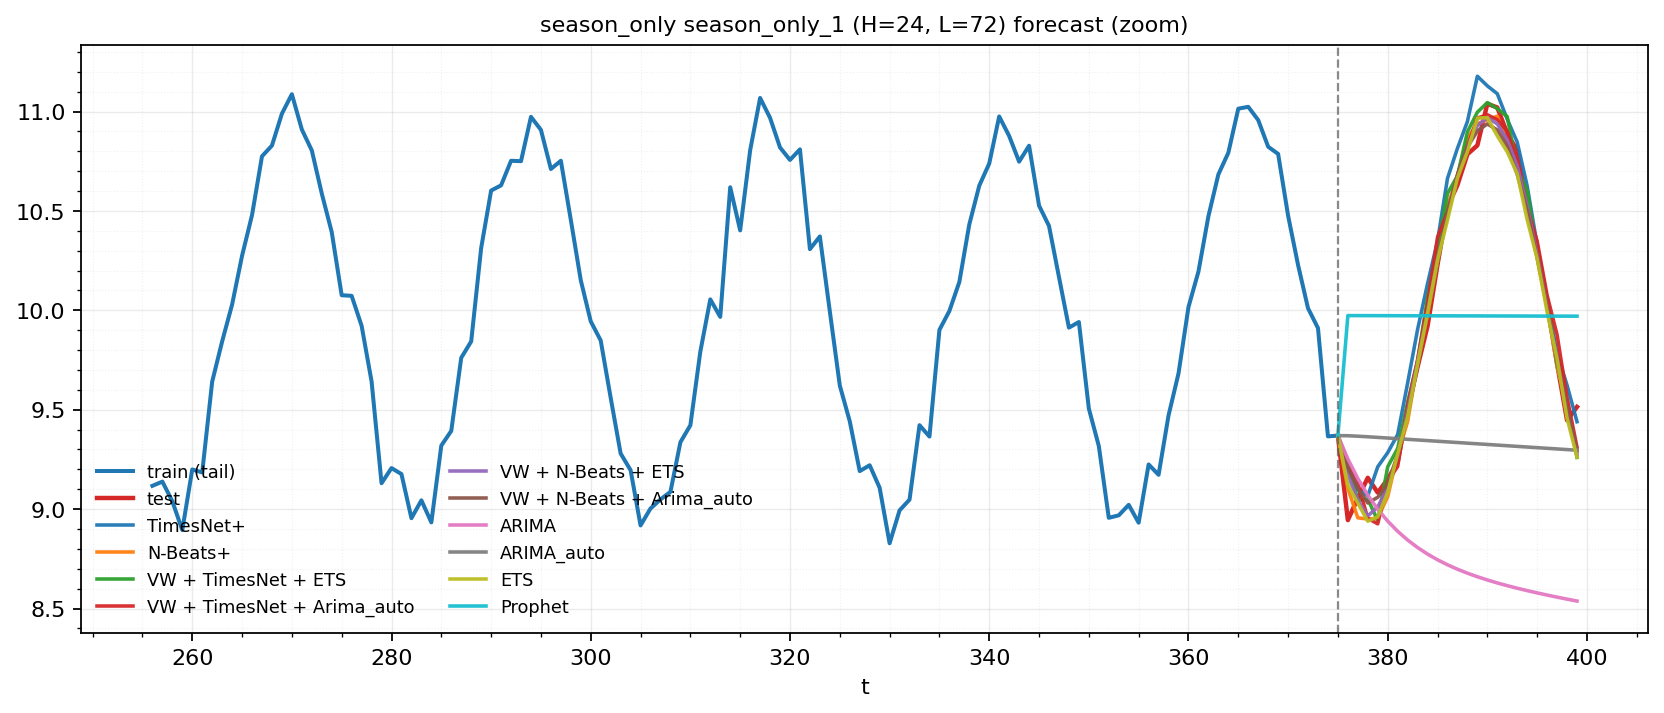 season_only season_only_1 (H=24, L=72) forecast (zoom)
11.0
10.5
10.0
9.5
9.0
8.5
train (tail)
test
TimesNet+
N-Beats+
VW + TimesNet + ETS
VW + TimesNet + Arima_auto
VW + N-Beats + ETS
VW + N-Beats + Arima_auto
ARIMA
ARIMA_auto
ETS
Prophet
260 280 300 320 340 360 380 400
t